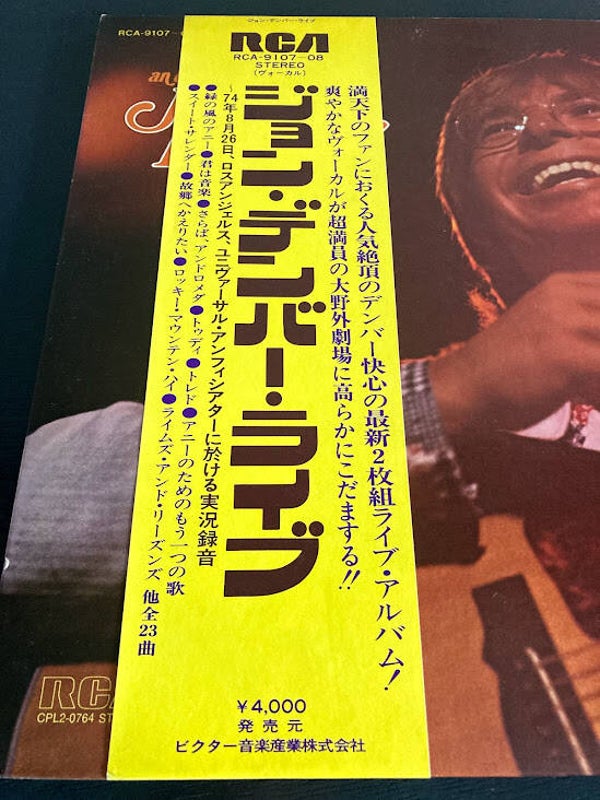 ジョン・デンバー・ライブ
RCA
RCA-9107-08
STEREO
(ヴォーカル)
満天下のファンにおくる人気絶頂のデンバー快心の最新2枚組ライブ・アルバム!
爽やかなヴォーカルが超満員の大野外劇場に高らかにこだまする!!
ジョン・デンバー・ライブ
~74年8月26日、ロスアンジェルス、ユニヴァーサル・アンフィシアターに於ける実況録音
●緑の風のアニー●君は音楽●さらば、アンドロメダ●トゥディ●トレド●アニーのためのもう一つの歌
●スイート・サレンダー●故郷へかえりたい●ロッキー・マウンテン・ハイ●ライムズ・アンド・リーズンズ 他全23曲
¥4,000
発売元
ビクター音楽産業株式会社
RCA-9107
an
RCA
CPL2-0764 ST